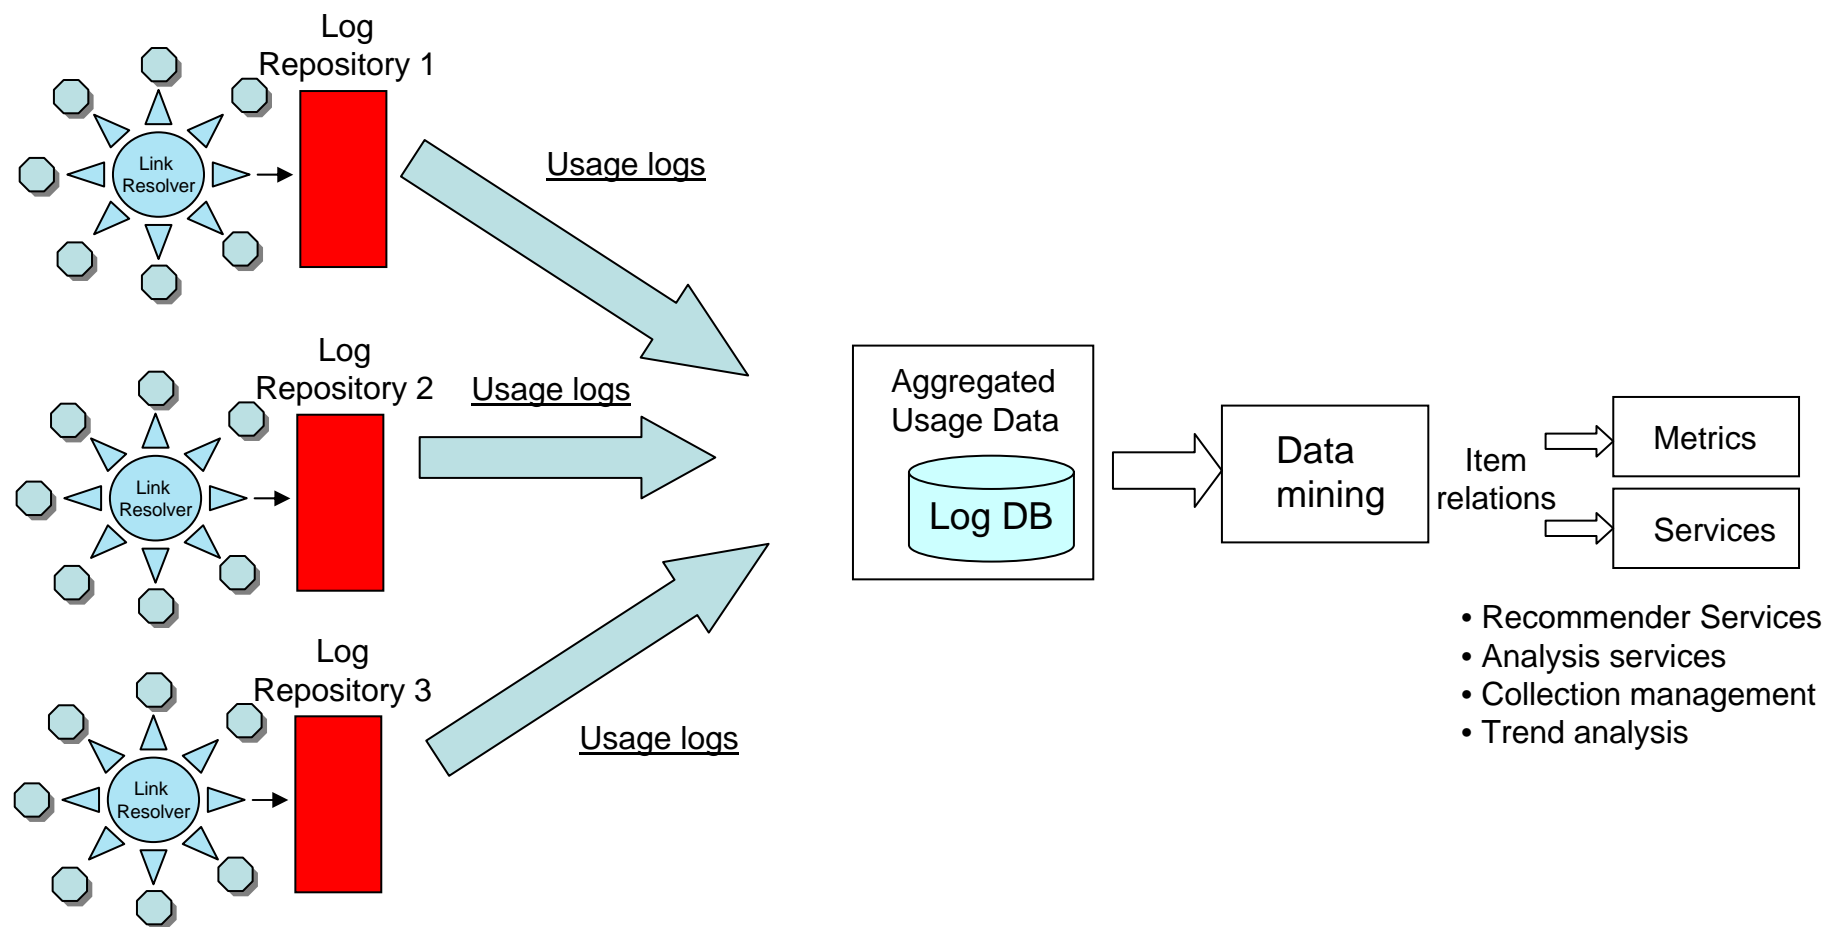 Log
Repository 1
Link
Resolver
Usage logs
Log
Repository 2
Link
Resolver
Usage logs
Log
Repository 3
Link
Resolver
Usage logs
Aggregated
Usage Data
Log DB
Data
mining
Item
relations
Metrics
Services
• Recommender Services
• Analysis services
• Collection management
• Trend analysis